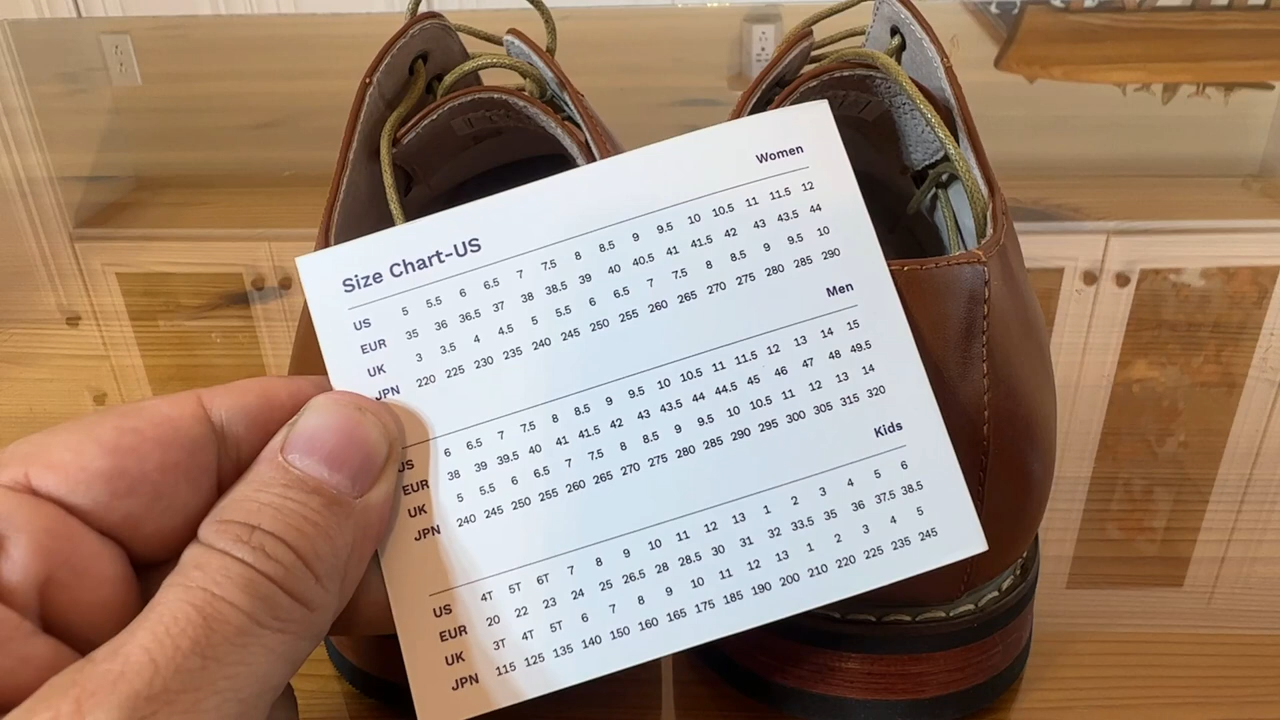 Size Chart-US
Women
US 5 5.5 6 6.5 7 7.5 8 8.5 9 9.5 10 10.5 11 11.5 12
EUR 35 36 36.5 37 38 38.5 39 40 40.5 41 41.5 42 43 43.5 44
UK 3 3.5 4 4.5 5 5.5 6 6.5 7 7.5 8 8.5 9 9.5 10
JPN 220 225 230 235 240 245 250 255 260 265 270 275 280 285 290
Men
US 6 6.5 7 7.5 8 8.5 9 9.5 10 10.5 11 11.5 12 13 14 15
EUR 38 39 39.5 40 41 41.5 42 43 43.5 44 44.5 45 46 47 48 49.5
UK 5 5.5 6 6.5 7 7.5 8 8.5 9 9.5 10 10.5 11 12 13 14
JPN 240 245 250 255 260 265 270 275 280 285 290 295 300 305 315 320
Kids
US 4T 5T 6T 7 8 9 10 11 12 13 1 2 3 4 5 6
EUR 20 22 23 24 25 26.5 28 28.5 30 31 32 33.5 35 36 37.5 38.5
UK 3T 4T 5T 6 7 8 9 10 11 12 13 1 2 3 4 5
JPN 115 125 135 140 150 160 165 175 185 190 200 210 220 225 235 245